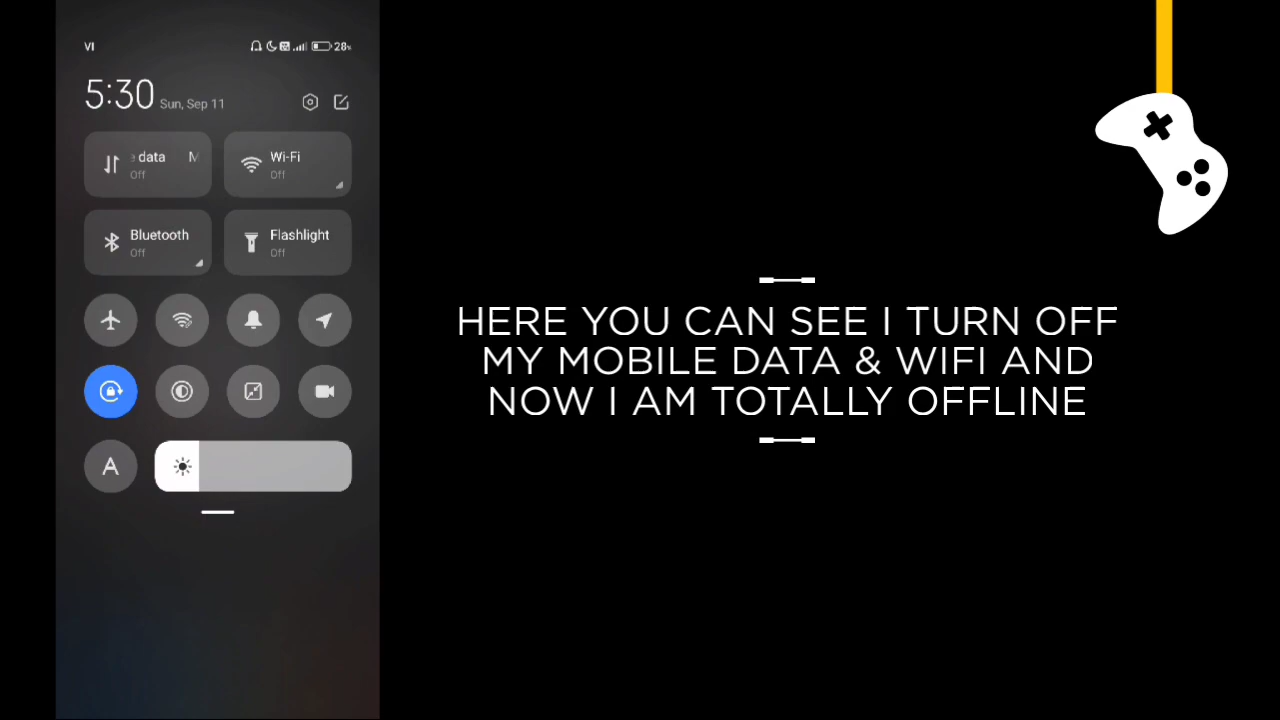 VI
28%
5:30 Sun, Sep 11
data M
Off
Wi-Fi
Off
Bluetooth
Off
Flashlight
Off
A
HERE YOU CAN SEE I TURN OFF
MY MOBILE DATA & WIFI AND
NOW I AM TOTALLY OFFLINE